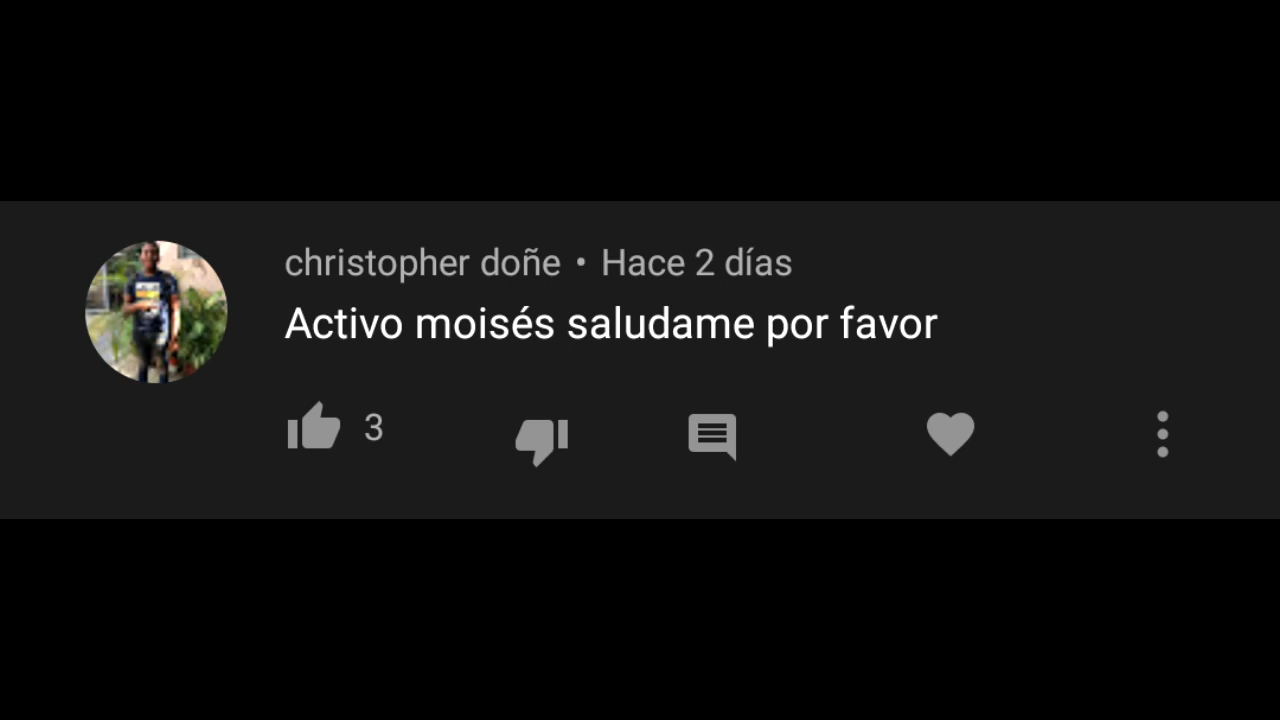 christopher doñe • Hace 2 días
Activo moisés saludame por favor
3